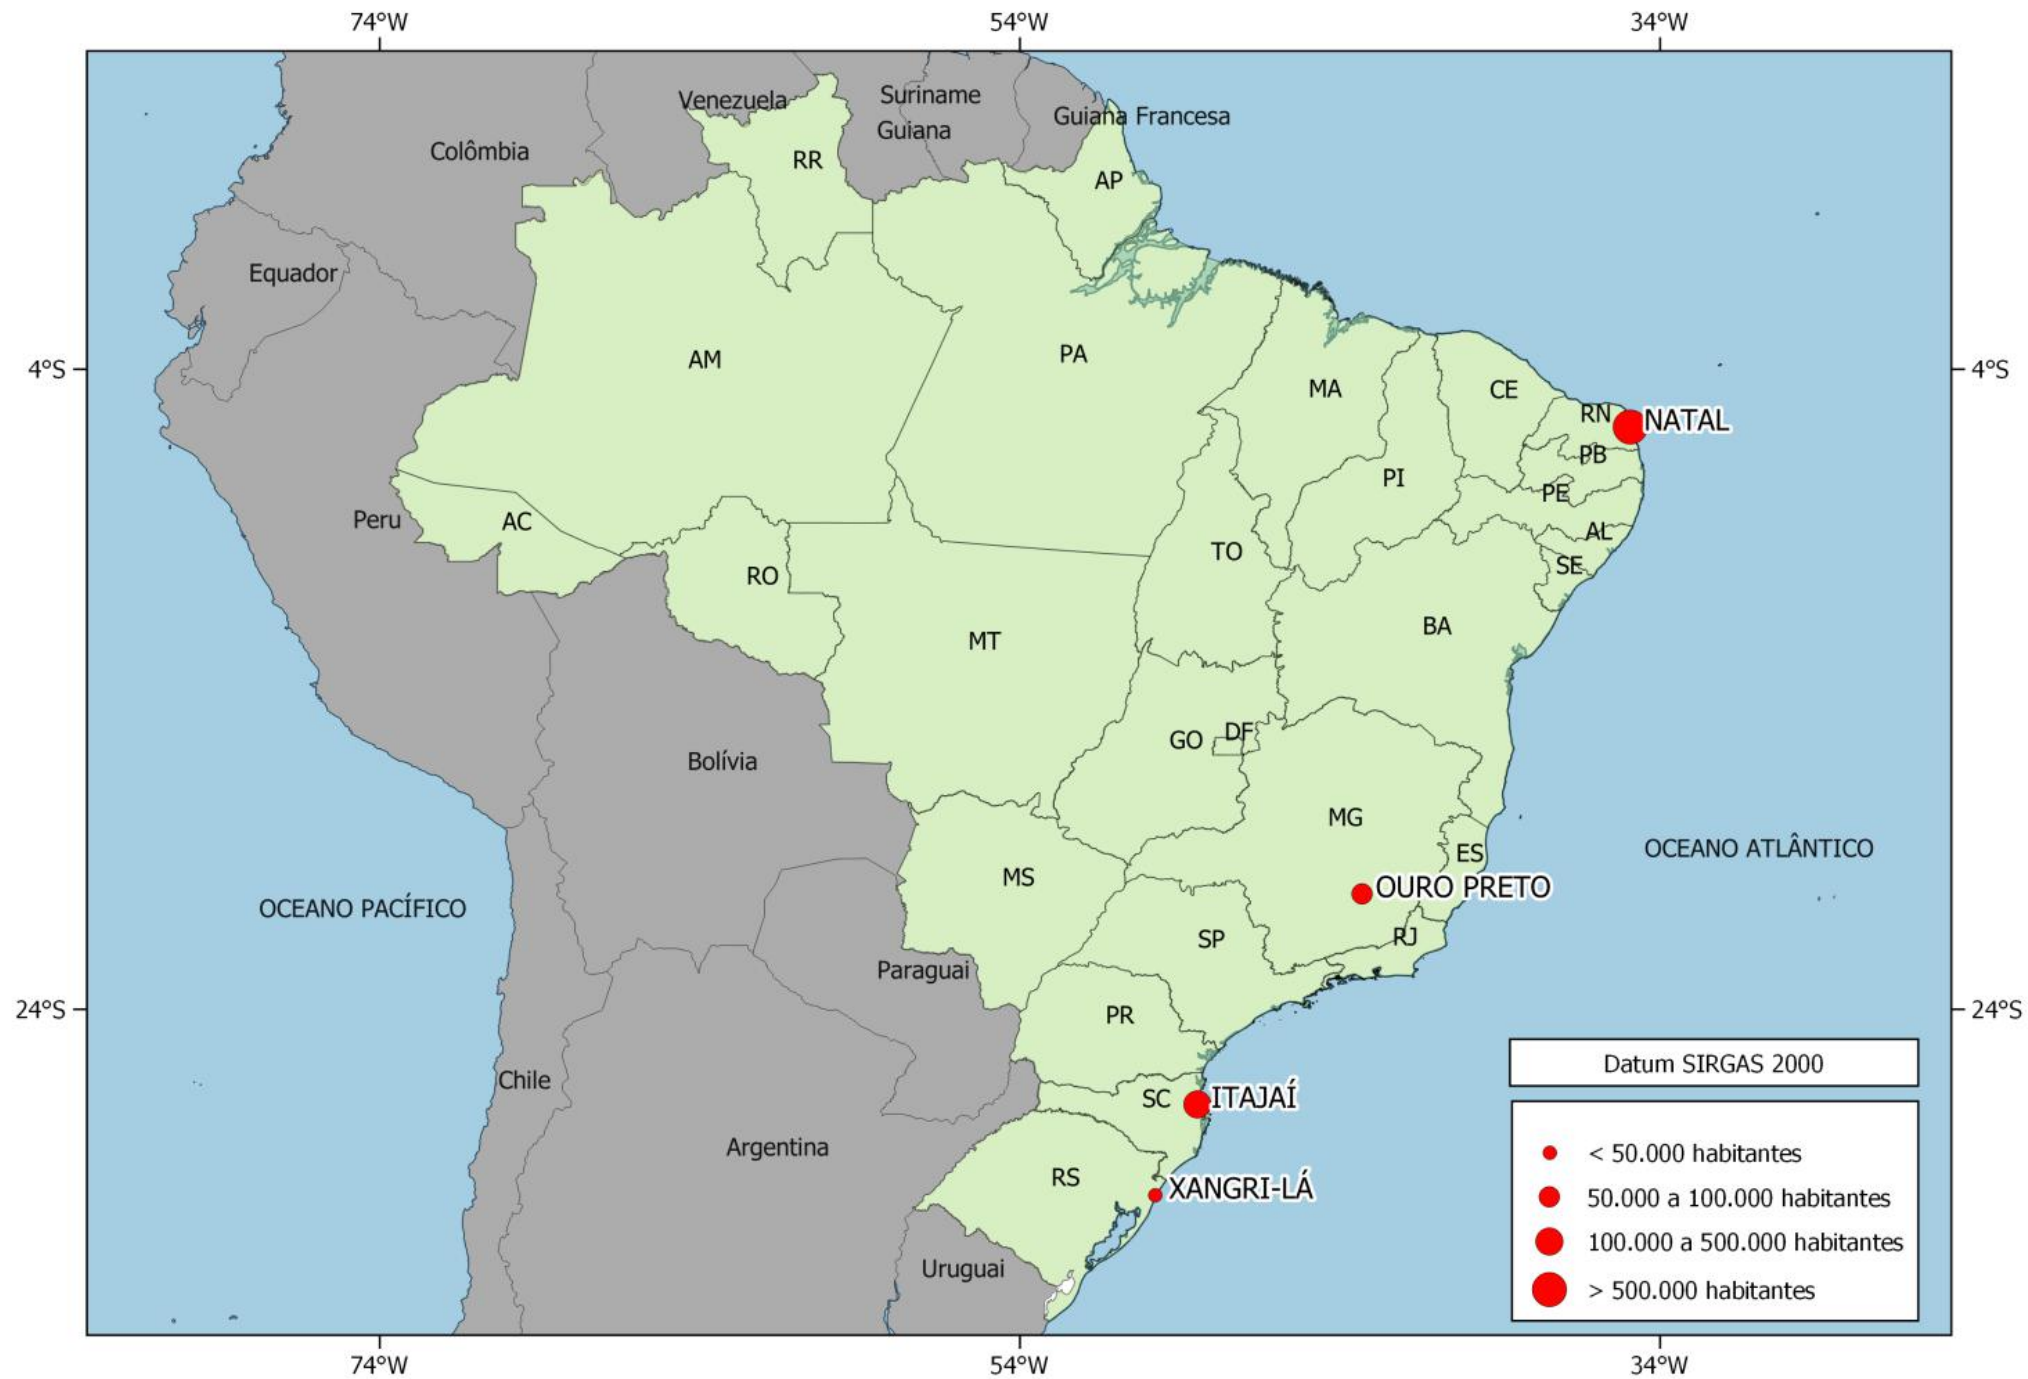 74°W
54°W
34°W
Venezuela
Suriname
Guiana
Guiana Francesa
Colômbia
RR
AP
Equador
4°S
AM
PA
MA
CE
4°S
RN
NATAL
PB
PI
PE
Peru
AC
AL
TO
SE
RO
BA
MT
GO
DF
Bolívia
MG
ES
OCEANO ATLÂNTICO
MS
OURO PRETO
OCEANO PACÍFICO
SP
RJ
Paraguai
24°S
PR
24°S
Datum SIRGAS 2000
Chile
SC
ITAJAÍ
Argentina
RS
XANGRI-LÁ
Uruguai
< 50.000 habitantes
50.000 a 100.000 habitantes
100.000 a 500.000 habitantes
> 500.000 habitantes
74°W
54°W
34°W